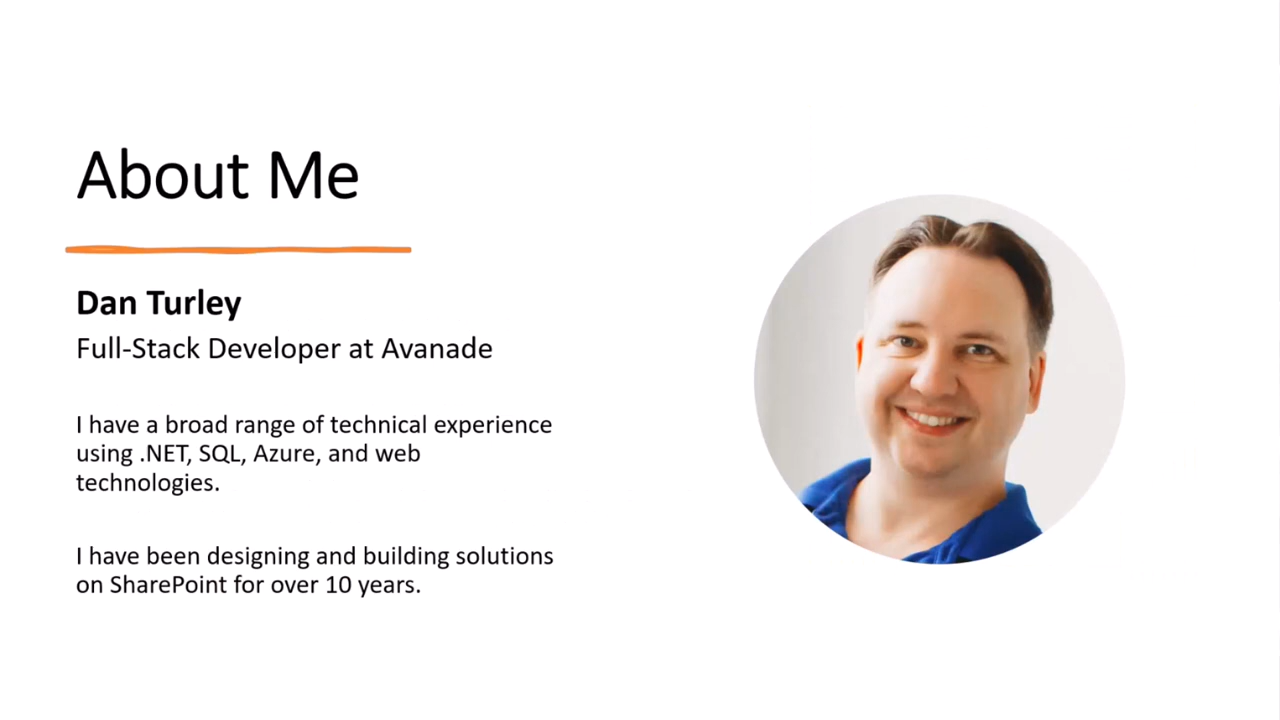 About Me
Dan Turley
Full-Stack Developer at Avanade
I have a broad range of technical experience
using .NET, SQL, Azure, and web
technologies.
I have been designing and building solutions
on SharePoint for over 10 years.